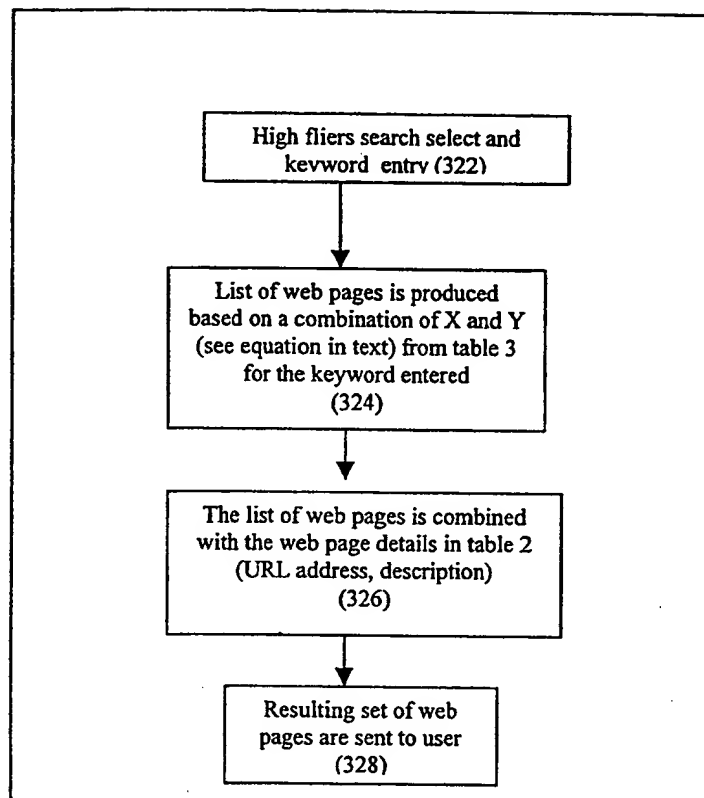 High fliers search select and
keyword entry (322)
List of web pages is produced
based on a combination of X and Y
(see equation in text) from table 3
for the keyword entered
(324)
The list of web pages is combined
with the web page details in table 2
(URL address, description)
(326)
Resulting set of web
pages are sent to user
(328)